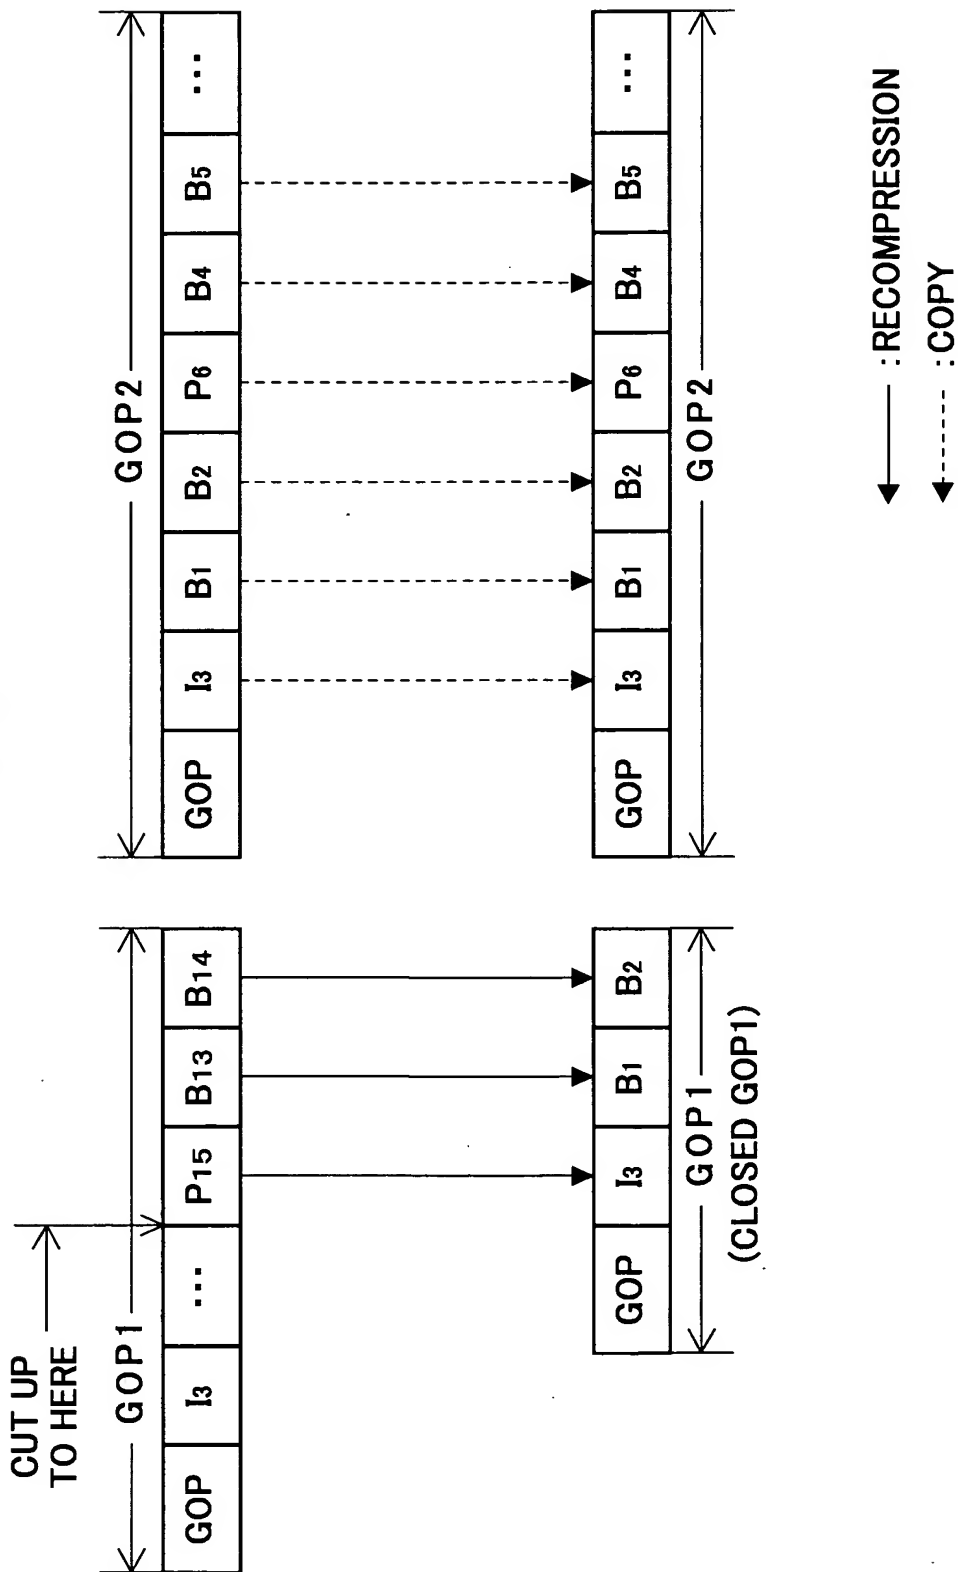 CUT UP
TO HERE
GOP1
GOP2
GOP I3 ... P15 B13 B14
GOP I3 B1 B2 P6 B4 B5 ...
GOP I3 B1 B2
GOP I3 B1 B2 P6 B4 B5 ...
GOP1
(CLOSED GOP1)
GOP2
:RECOMPRESSION
:COPY